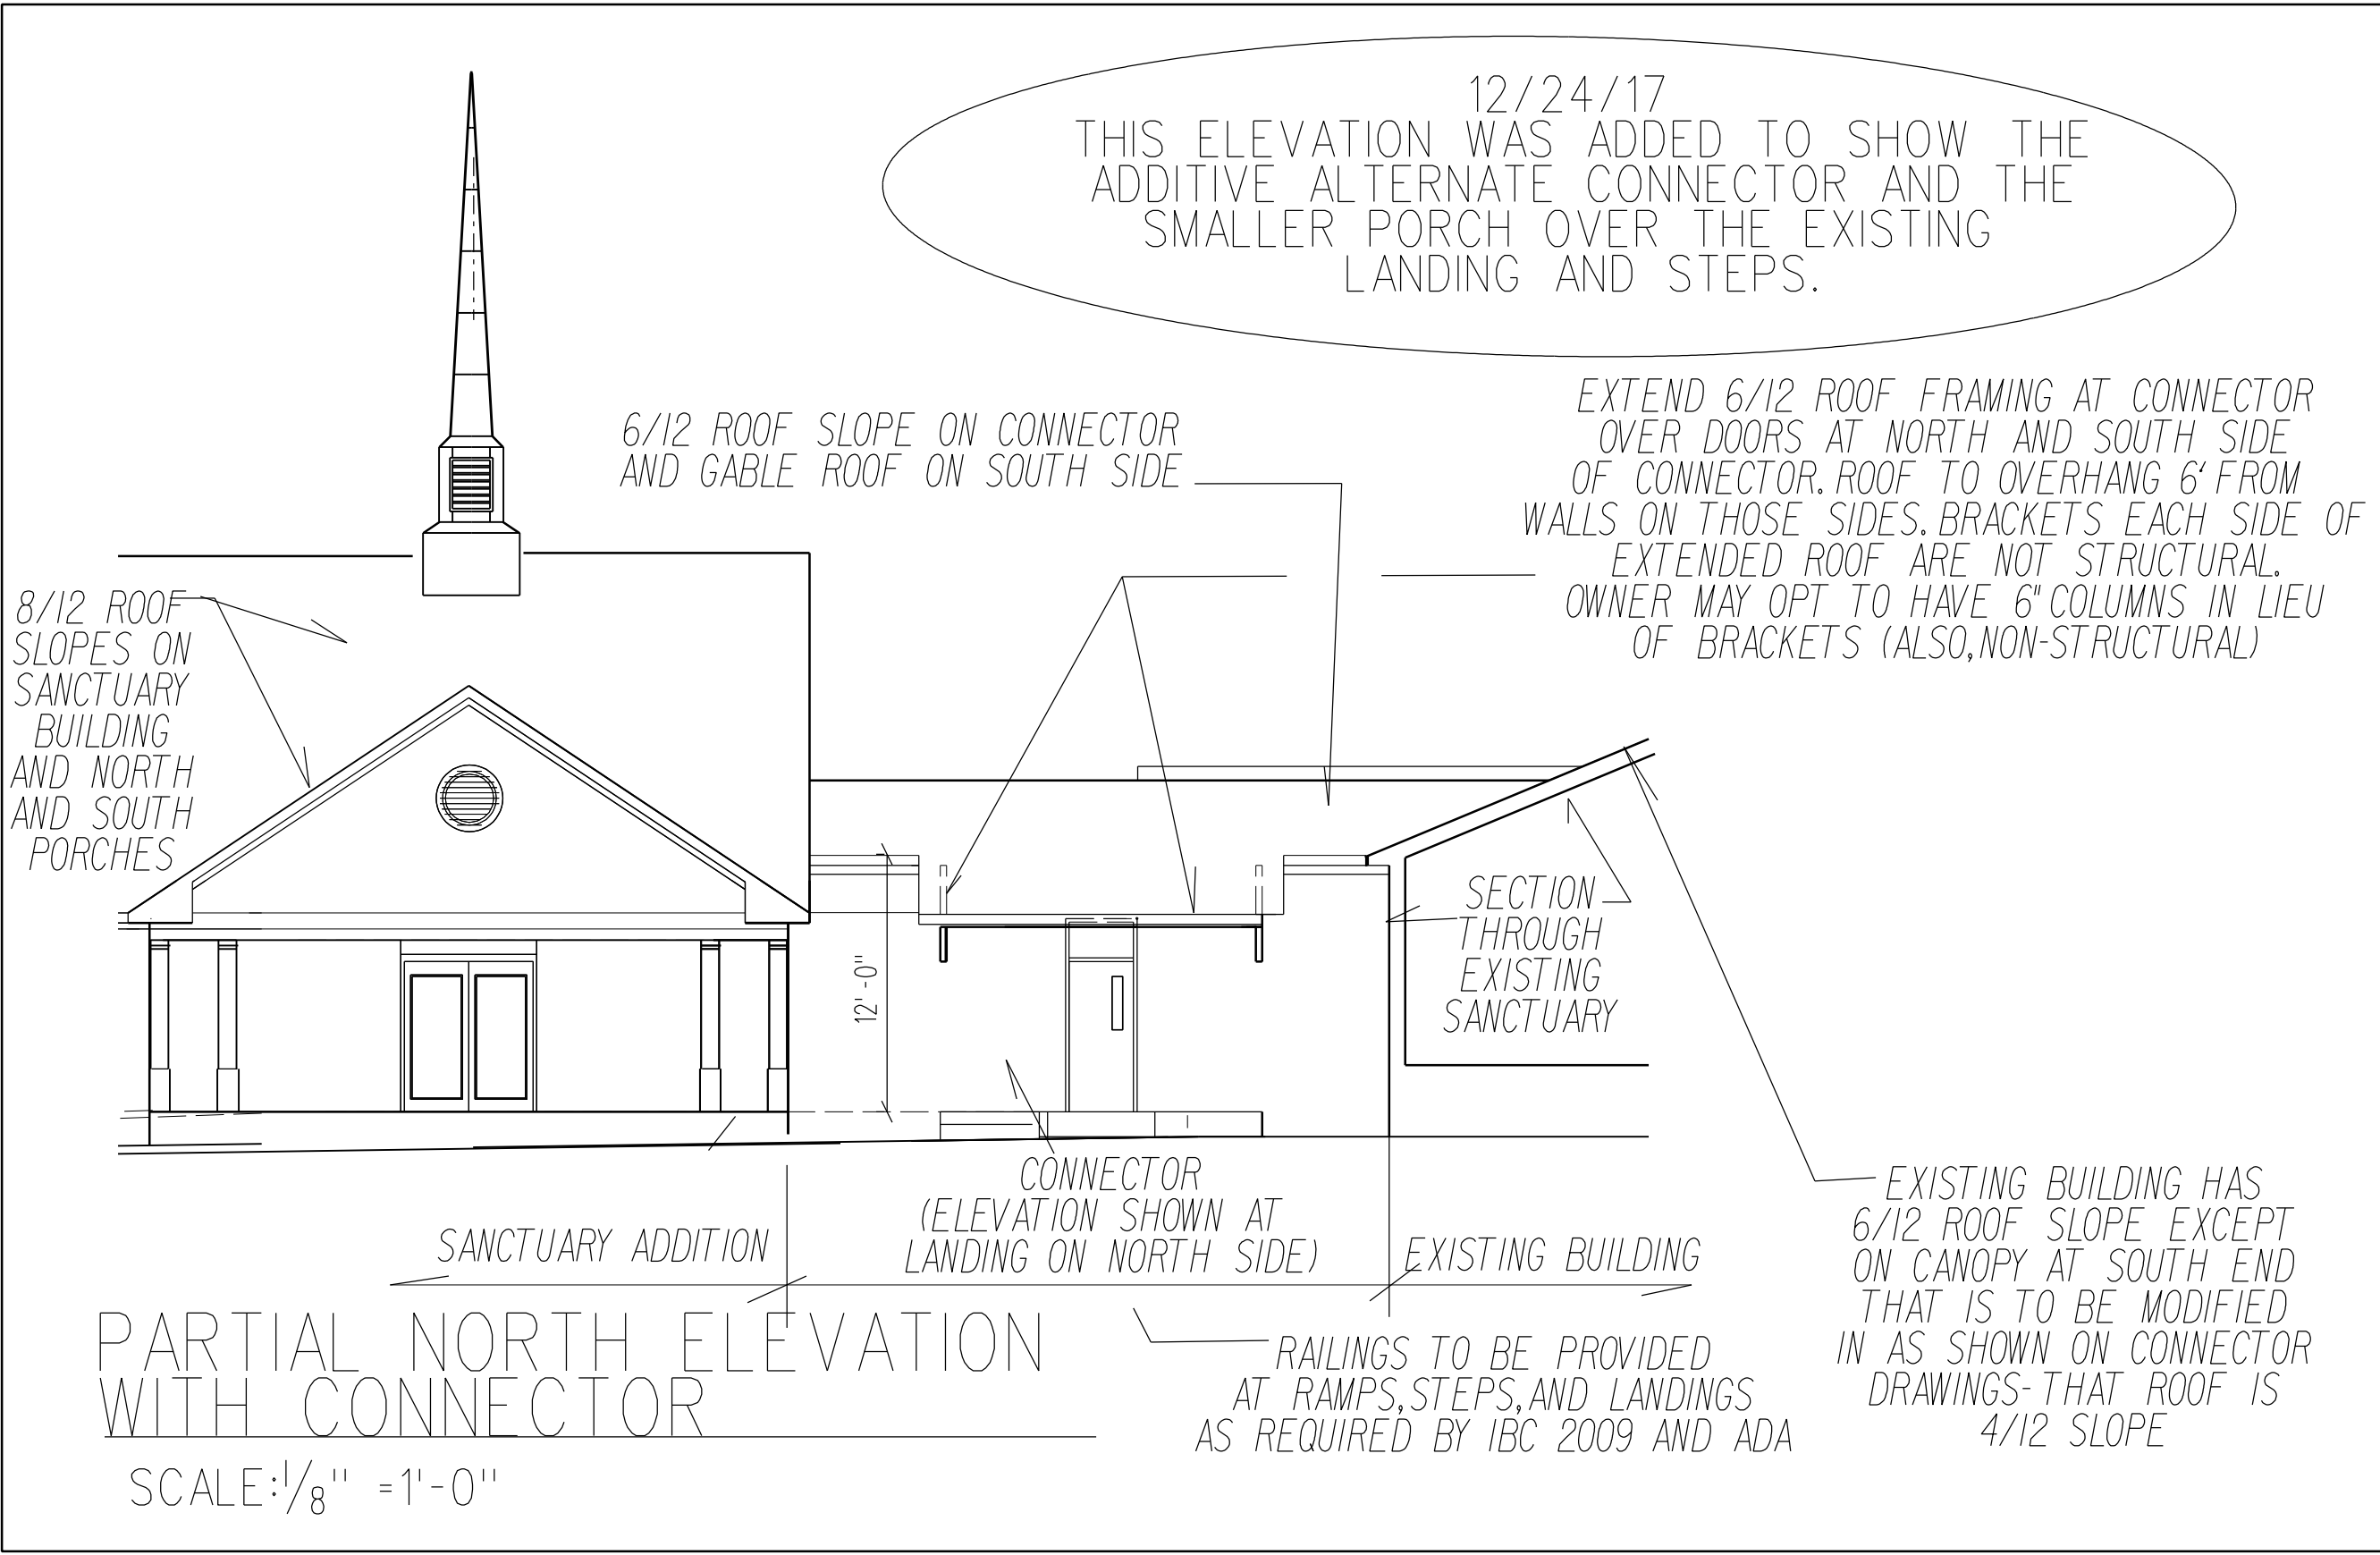 12/24/17
THIS ELEVATION WAS ADDED TO SHOW THE
ADDITIVE ALTERNATE CONNECTOR AND THE
SMALLER PORCH OVER THE EXISTING
LANDING AND STEPS.
6/12 ROOF SLOPE ON CONNECTOR
AND GABLE ROOF ON SOUTH SIDE
EXTEND 6/12 ROOF FRAMING AT CONNECTOR
OVER DOORS AT NORTH AND SOUTH SIDE
OF CONNECTOR. ROOF TO OVERHANG 6' FROM
WALLS ON THOSE SIDES. BRACKETS EACH SIDE OF
EXTENDED ROOF ARE NOT STRUCTURAL.
OWNER MAY OPT TO HAVE 6" COLUMNS IN LIEU
OF BRACKETS (ALSO, NON-STRUCTURAL)
8/12 ROOF
SLOPES ON
SANCTUARY
BUILDING
AND NORTH
AND SOUTH
PORCHES
12'-0"
SECTION
THROUGH
EXISTING
SANCTUARY
CONNECTOR
(ELEVATION SHOWN AT
LANDING ON NORTH SIDE)
SANCTUARY ADDITION
EXISTING BUILDING
EXISTING BUILDING HAS
6/12 ROOF SLOPE EXCEPT
ON CANOPY AT SOUTH END
THAT IS TO BE MODIFIED
IN AS SHOWN ON CONNECTOR
DRAWINGS- THAT ROOF IS
4/12 SLOPE
RAILINGS TO BE PROVIDED
AT RAMPS, STEPS, AND LANDINGS
AS REQUIRED BY IBC 2009 AND ADA
PARTIAL NORTH ELEVATION
WITH CONNECTOR
SCALE: 1/8" =1'-0"